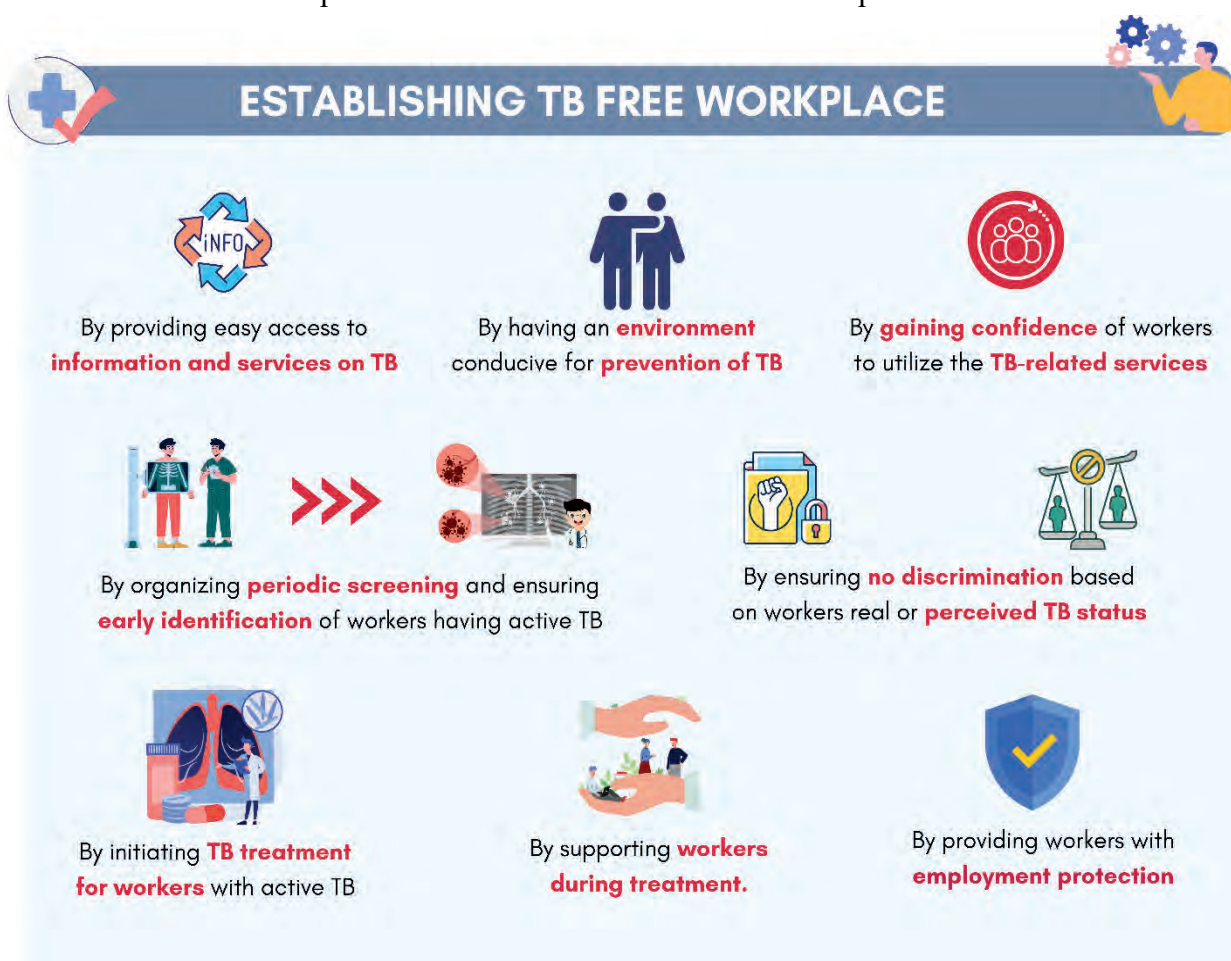 ESTABLISHING TB FREE WORKPLACE
iNFO
By providing easy access to
information and services on TB
By having an environment
conducive for prevention of TB
By gaining confidence of workers
to utilize the TB-related services
By organizing periodic screening and ensuring
early identification of workers having active TB
By ensuring no discrimination based
on workers real or perceived TB status
By initiating TB treatment
for workers with active TB
By supporting workers
during treatment.
By providing workers with
employment protection